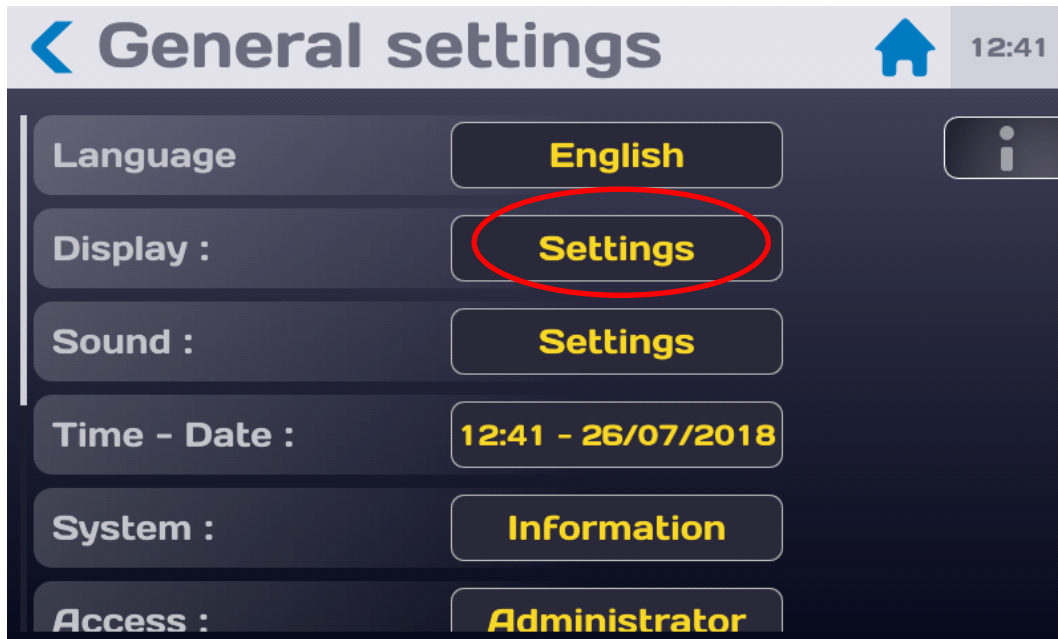 General settings
12:41
Language English
Display : Settings
Sound : Settings
Time - Date : 12:41 - 26/07/2018
System : Information
Access : Administrator